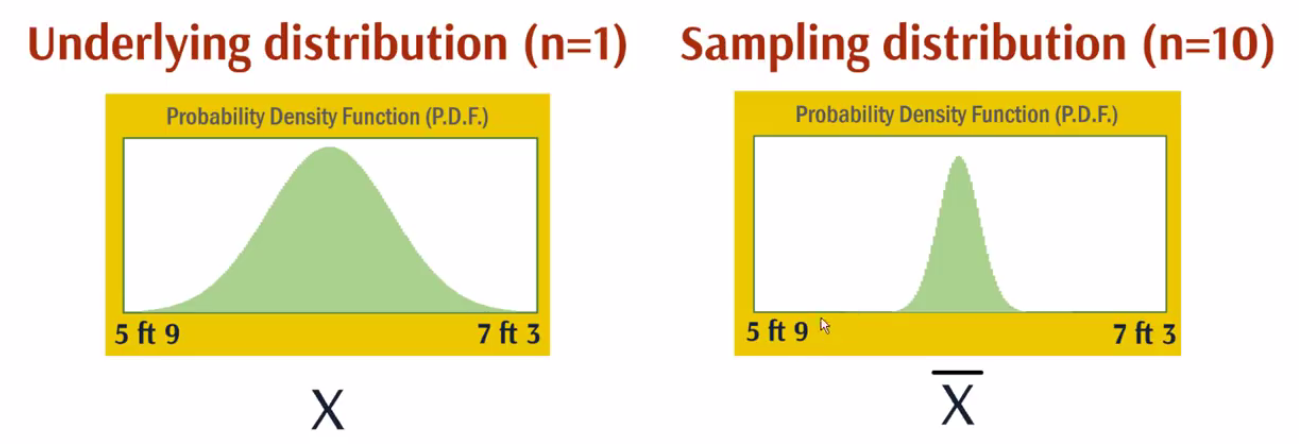 Underlying distribution (n=1)
Probability Density Function (P.D.F.)
5 ft 9
7 ft 3
X
Sampling distribution (n=10)
Probability Density Function (P.D.F.)
5 ft 9
7 ft 3
X̅